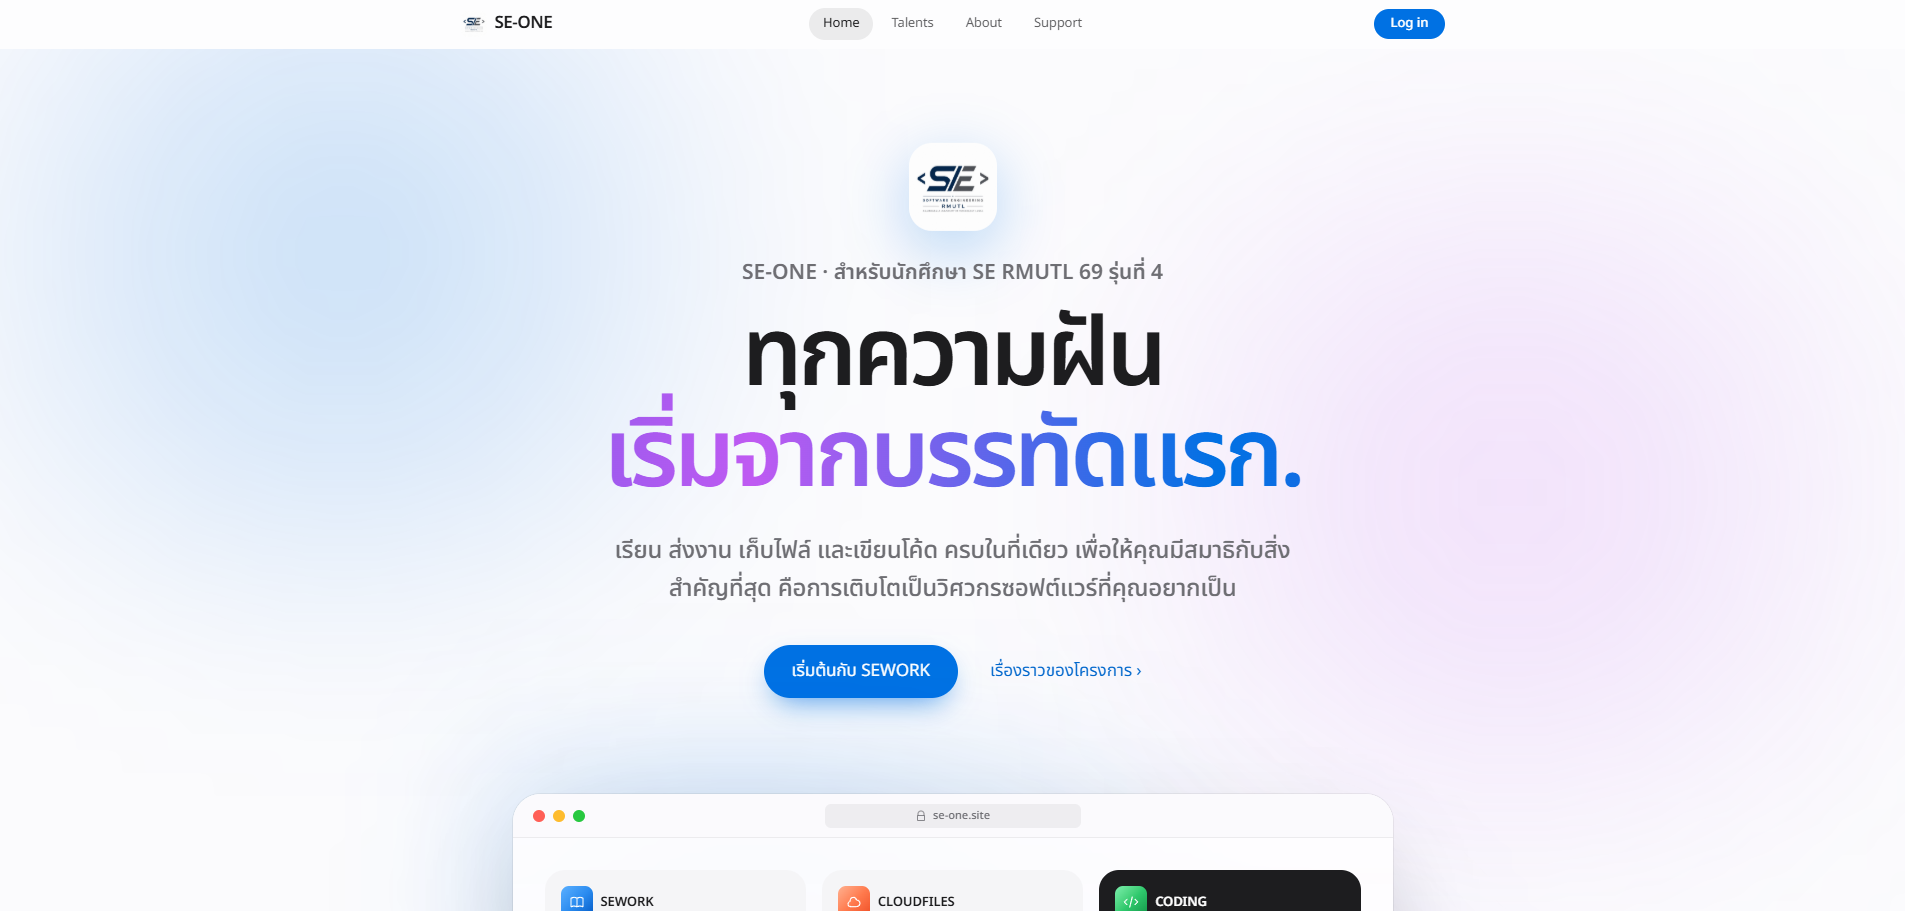 SE-ONE
Home
Talents
About
Support
Log in
<S/E>
SOFTWARE ENGINEERING
RMUTL
SE-ONE · สำหรับนักศึกษา SE RMUTL 69 รุ่นที่ 4
ทุกความฝัน
เริ่มจากบรรทัดแรก.
เรียน ส่งงาน เก็บไฟล์ และเขียนโค้ด ครบในที่เดียว เพื่อให้คุณมีสมาธิกับสิ่ง
สำคัญที่สุด คือการเติบโตเป็นวิศวกรซอฟต์แวร์ที่คุณอยากเป็น
เริ่มต้นกับ SEWORK
เรื่องราวของโครงการ ›
se-one.site
SEWORK
CLOUDFILES
CODING